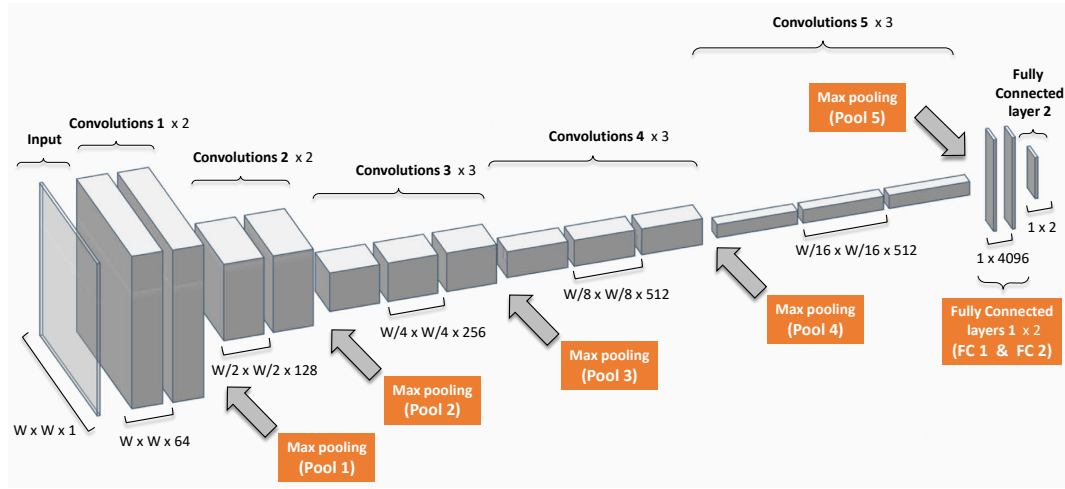 Convolutions 5 x 3
Fully
Connected
layer 2
Max pooling
(Pool 5)
Convolutions 1 x 2
Input
Convolutions 4 x 3
Convolutions 2 x 2
Convolutions 3 x 3
1 x 2
W/16 x W/16 x 512
1 x 4096
W/8 x W/8 x 512
Max pooling
(Pool 4)
Fully Connected
layers 1 x 2
(FC 1 & FC 2)
W/4 x W/4 x 256
Max pooling
(Pool 3)
W/2 x W/2 x 128
Max pooling
(Pool 2)
W x W x 1
W x W x 64
Max pooling
(Pool 1)